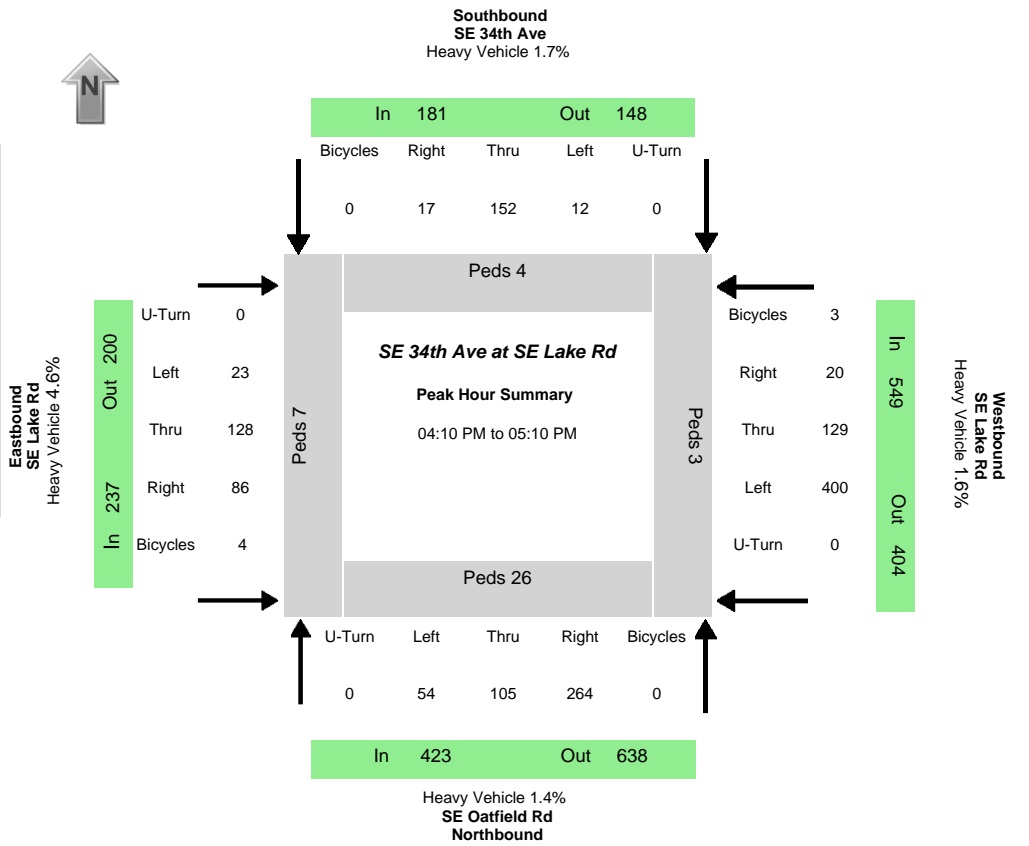 Southbound
SE 34th Ave
Heavy Vehicle 1.7%
N
In 181 Out 148
Bicycles Right Thru Left U-Turn
0 17 152 12 0
Peds 4
Eastbound
SE Lake Rd
Heavy Vehicle 4.6%
In 237 Out 200
U-Turn 0
Left 23
Thru 128
Right 86
Bicycles 4
Peds 7
SE 34th Ave at SE Lake Rd
Peak Hour Summary
04:10 PM to 05:10 PM
Peds 3
Bicycles 3
Right 20
Thru 129
Left 400
U-Turn 0
In 549 Out 404
Westbound
SE Lake Rd
Heavy Vehicle 1.6%
Peds 26
U-Turn Left Thru Right Bicycles
0 54 105 264 0
In 423 Out 638
Heavy Vehicle 1.4%
SE Oatfield Rd
Northbound